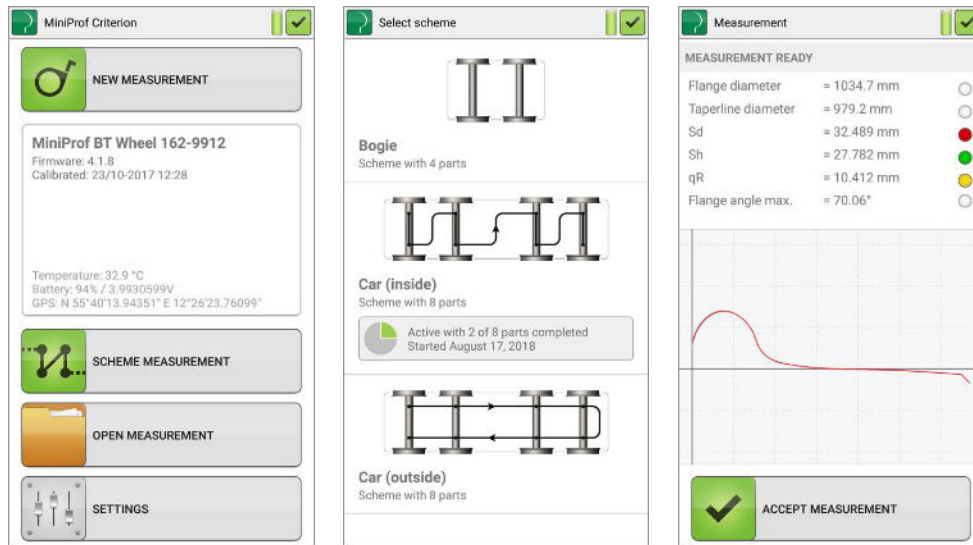 MiniProf Criterion
NEW MEASUREMENT
MiniProf BT Wheel 162-9912
Firmware: 4.1.8
Calibrated: 23/10-2017 12:28
Temperature: 32.9 °C
Battery: 94% / 3.9930599V
GPS: N 55°40'13.94351" E 12°26'23.76099"
SCHEME MEASUREMENT
OPEN MEASUREMENT
SETTINGS
Select scheme
Bogie
Scheme with 4 parts
Car (inside)
Scheme with 8 parts
Active with 2 of 8 parts completed
Started August 17, 2018
Car (outside)
Scheme with 8 parts
Measurement
MEASUREMENT READY
Flange diameter = 1034.7 mm
Taperline diameter = 979.2 mm
Sd = 32.489 mm
Sh = 27.782 mm
qR = 10.412 mm
Flange angle max. = 70.06°
ACCEPT MEASUREMENT